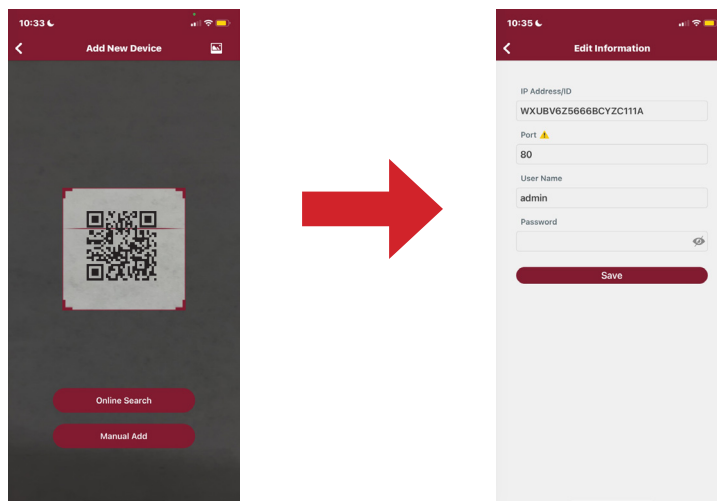 10:33
Add New Device
Online Search
Manual Add
10:35
Edit Information
IP Address/ID
WXUBV6Z5666BCYZC111A
Port
80
User Name
admin
Password
Save